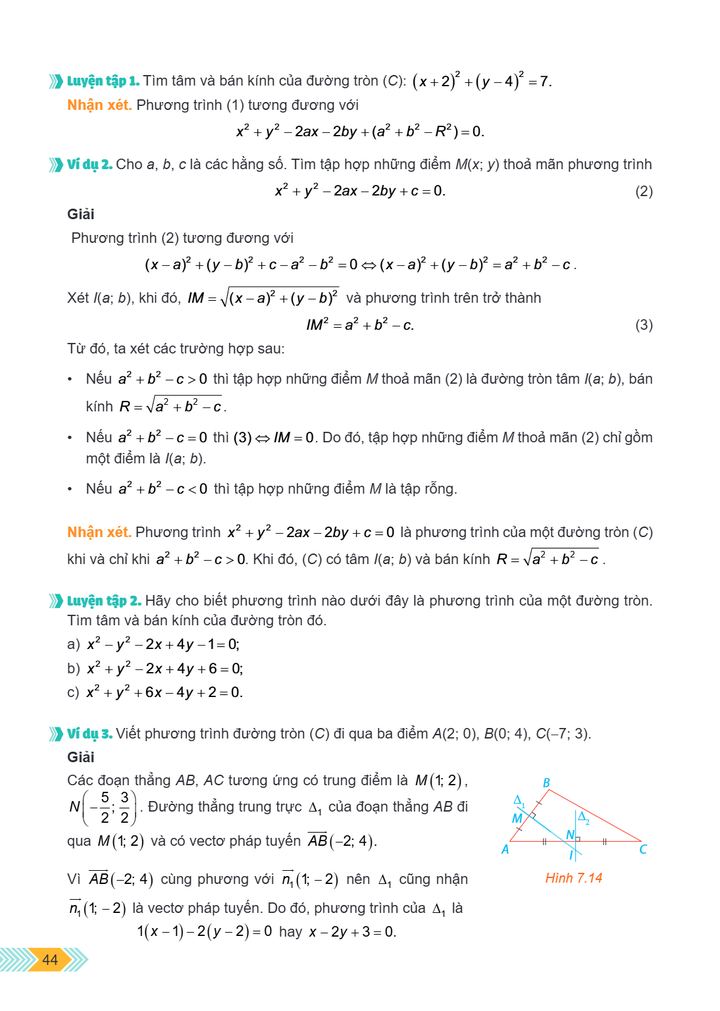 Luyện tập 1. Tìm tâm và bán kính của đường tròn (C): (x + 2)² + (y − 4)² = 7.
Nhận xét. Phương trình (1) tương đương với
x² + y² − 2ax − 2by + (a² + b² − R²) = 0.
Ví dụ 2. Cho a, b, c là các hằng số. Tìm tập hợp những điểm M(x; y) thoả mãn phương trình
x² + y² − 2ax − 2by + c = 0. (2)
Giải
Phương trình (2) tương đương với
(x − a)² + (y − b)² + c − a² − b² = 0 ⇔ (x − a)² + (y − b)² = a² + b² − c .
Xét I(a; b), khi đó, IM = √((x − a)² + (y − b)²) và phương trình trên trở thành
IM² = a² + b² − c. (3)
Từ đó, ta xét các trường hợp sau:
• Nếu a² + b² − c > 0 thì tập hợp những điểm M thoả mãn (2) là đường tròn tâm I(a; b), bán
kính R = √(a² + b² − c) .
• Nếu a² + b² − c = 0 thì (3) ⇔ IM = 0. Do đó, tập hợp những điểm M thoả mãn (2) chỉ gồm
một điểm là I(a; b).
• Nếu a² + b² − c < 0 thì tập hợp những điểm M là tập rỗng.
Nhận xét. Phương trình x² + y² − 2ax − 2by + c = 0 là phương trình của một đường tròn (C)
khi và chỉ khi a² + b² − c > 0. Khi đó, (C) có tâm I(a; b) và bán kính R = √(a² + b² − c) .
Luyện tập 2. Hãy cho biết phương trình nào dưới đây là phương trình của một đường tròn.
Tìm tâm và bán kính của đường tròn đó.
a) x² − y² − 2x + 4y − 1 = 0;
b) x² + y² − 2x + 4y + 6 = 0;
c) x² + y² + 6x − 4y + 2 = 0.
Ví dụ 3. Viết phương trình đường tròn (C) đi qua ba điểm A(2; 0), B(0; 4), C(−7; 3).
Giải
Các đoạn thẳng AB, AC tương ứng có trung điểm là M(1; 2) ,
N(−5/2; 3/2) . Đường thẳng trung trực Δ₁ của đoạn thẳng AB đi
qua M(1; 2) và có vectơ pháp tuyến AB⃗(−2; 4).
Vì AB⃗(−2; 4) cùng phương với n₁⃗(1; − 2) nên Δ₁ cũng nhận
n₁⃗(1; − 2) là vectơ pháp tuyến. Do đó, phương trình của Δ₁ là
1(x − 1) − 2(y − 2) = 0 hay x − 2y + 3 = 0.
B
Δ₁
M
Δ₂
N
A
I
C
Hình 7.14
44